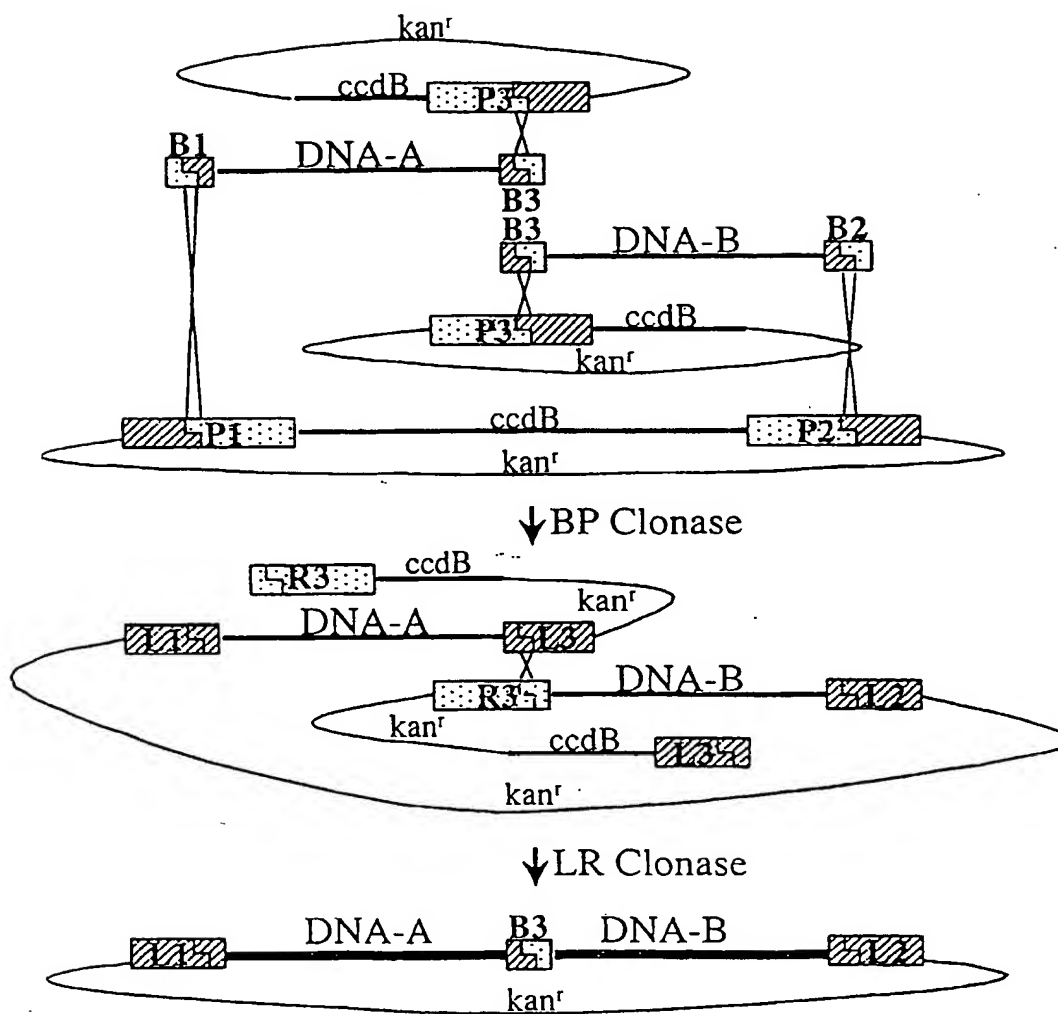 kanʳ
ccdB P3
B1 DNA-A
B3
B3 DNA-B B2
P3 ccdB
kanʳ
P1 ccdB P2
kanʳ
BP Clonase
R3 ccdB
kanʳ
L1 DNA-A L3
R3 DNA-B L2
kanʳ
ccdB L3
kanʳ
LR Clonase
DNA-A B3 DNA-B
L1 L2
kanʳ